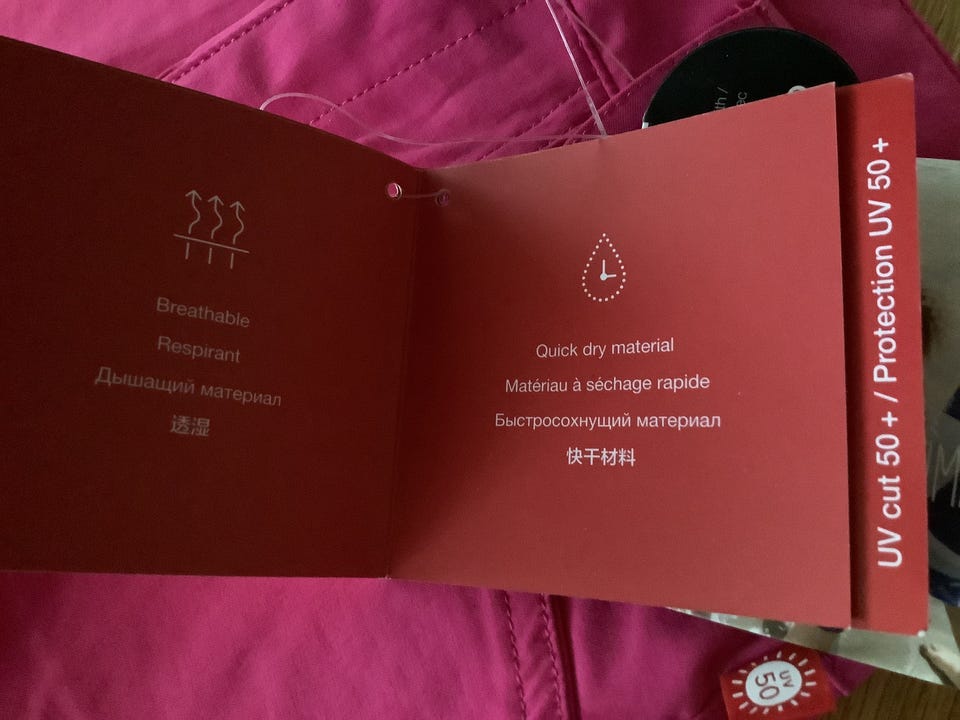 Breathable
Respirant
Дышащий материал
透湿
Quick dry material
Matériau à séchage rapide
Быстросохнущий материал
快干材料
UV cut 50 + / Protection UV 50 +
UV
50